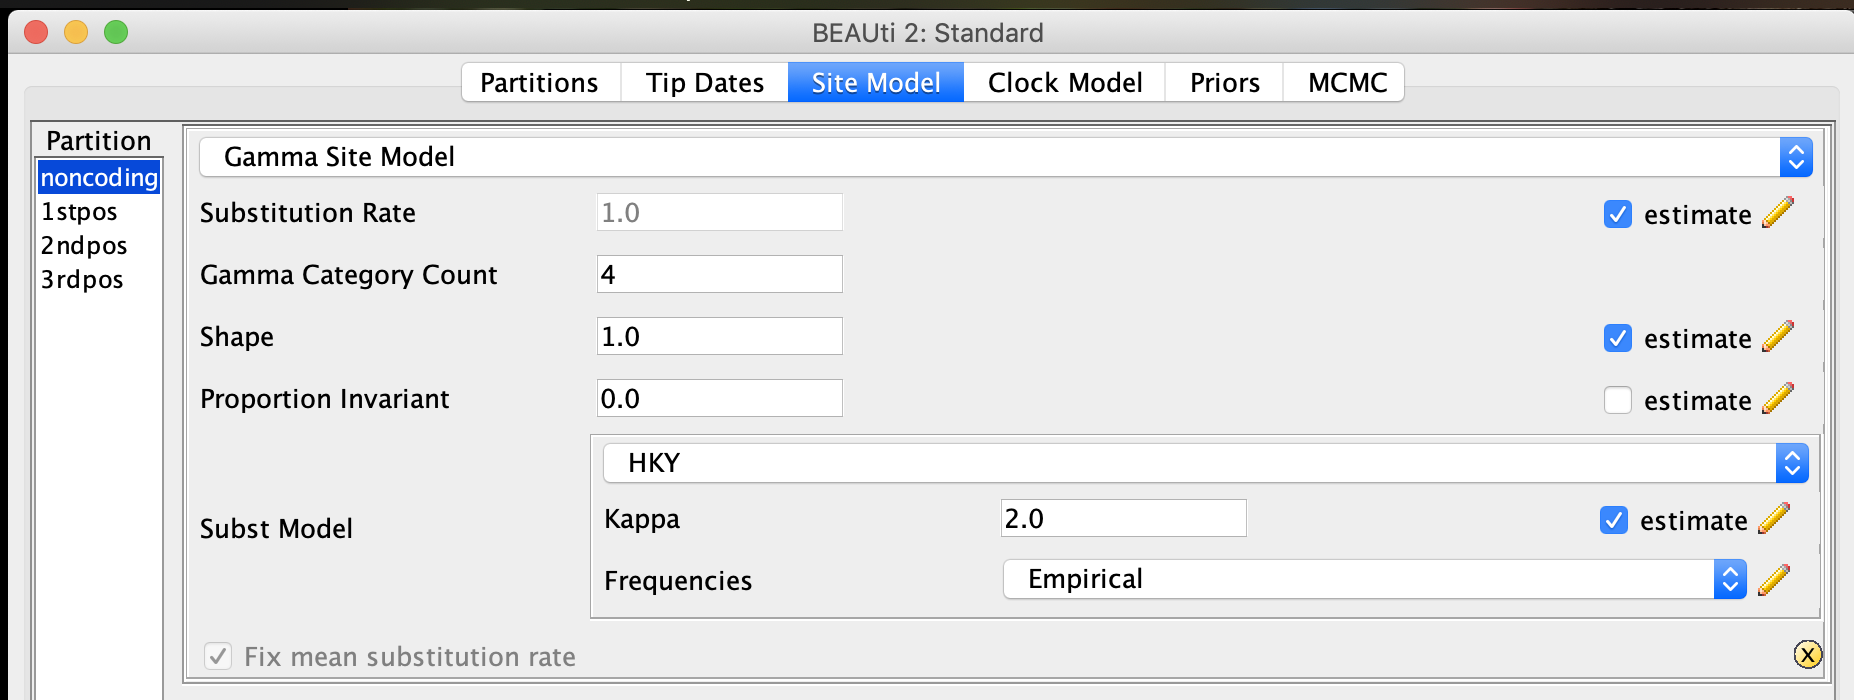 BEAUti 2: Standard
Partitions Tip Dates Site Model Clock Model Priors MCMC
Partition
noncoding
1stpos
2ndpos
3rdpos
Gamma Site Model
Substitution Rate 1.0 estimate
Gamma Category Count 4
Shape 1.0 estimate
Proportion Invariant 0.0 estimate
Subst Model
HKY
Kappa 2.0 estimate
Frequencies Empirical
Fix mean substitution rate
x